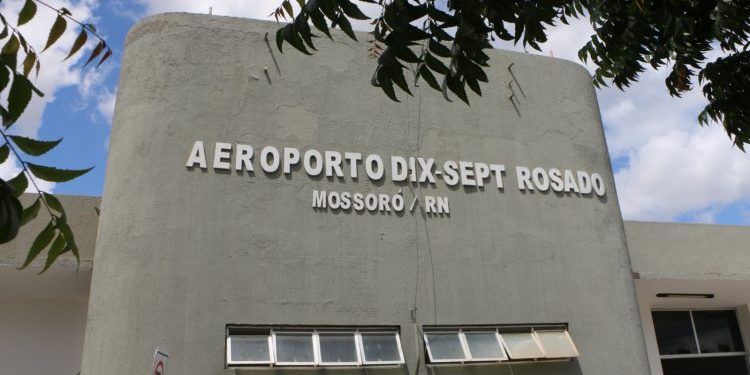 AEROPORTO DIX-SEPT ROSADO
MOSSORÓ / RN